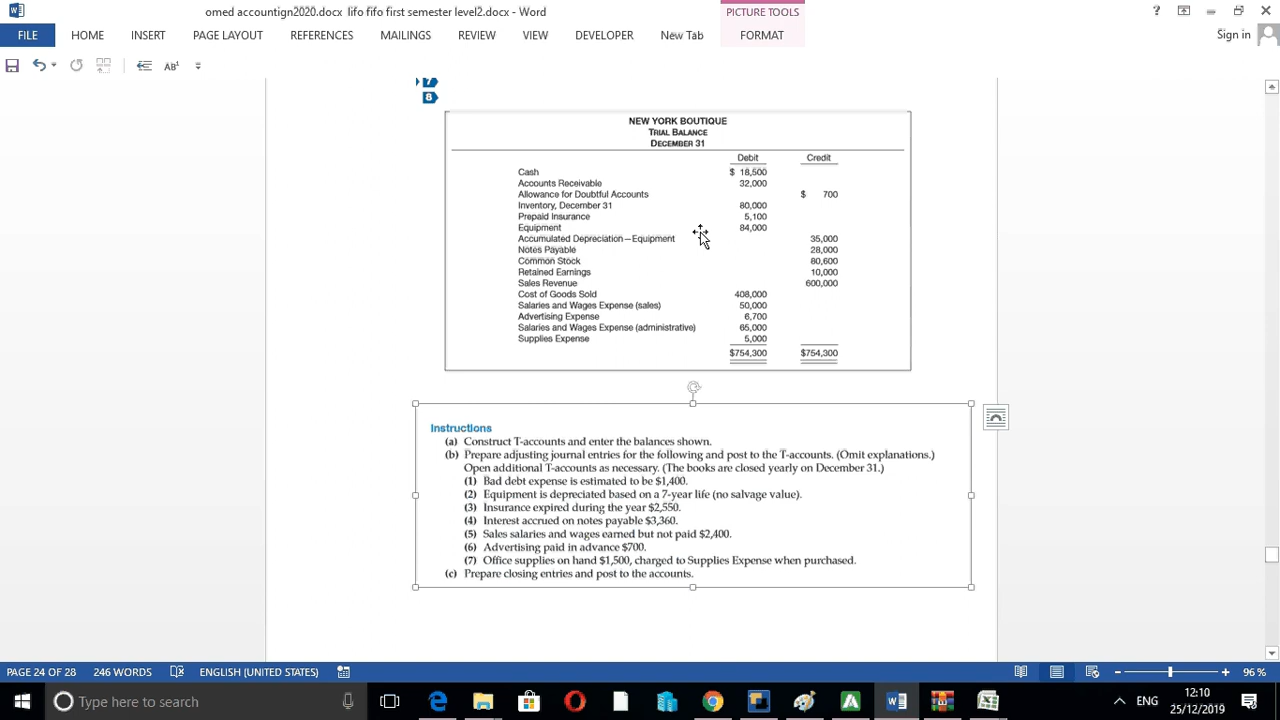 omed accountign2020.docx lifo fifo first semester level2.docx - Word
PICTURE TOOLS
FILE HOME INSERT PAGE LAYOUT REFERENCES MAILINGS REVIEW VIEW DEVELOPER New Tab FORMAT Sign in
7
8
NEW YORK BOUTIQUE
TRIAL BALANCE
DECEMBER 31
Debit Credit
Cash $ 18,500
Accounts Receivable 32,000
Allowance for Doubtful Accounts $ 700
Inventory, December 31 80,000
Prepaid Insurance 5,100
Equipment 84,000
Accumulated Depreciation—Equipment 35,000
Notes Payable 28,000
Common Stock 80,600
Retained Earnings 10,000
Sales Revenue 600,000
Cost of Goods Sold 408,000
Salaries and Wages Expense (sales) 50,000
Advertising Expense 6,700
Salaries and Wages Expense (administrative) 65,000
Supplies Expense 5,000
$754,300 $754,300
Instructions
(a) Construct T-accounts and enter the balances shown.
(b) Prepare adjusting journal entries for the following and post to the T-accounts. (Omit explanations.)
Open additional T-accounts as necessary. (The books are closed yearly on December 31.)
(1) Bad debt expense is estimated to be $1,400.
(2) Equipment is depreciated based on a 7-year life (no salvage value).
(3) Insurance expired during the year $2,550.
(4) Interest accrued on notes payable $3,360.
(5) Sales salaries and wages earned but not paid $2,400.
(6) Advertising paid in advance $700.
(7) Office supplies on hand $1,500, charged to Supplies Expense when purchased.
(c) Prepare closing entries and post to the accounts.
PAGE 24 OF 28 246 WORDS ENGLISH (UNITED STATES) 96 %
Type here to search ENG 12:10
25/12/2019